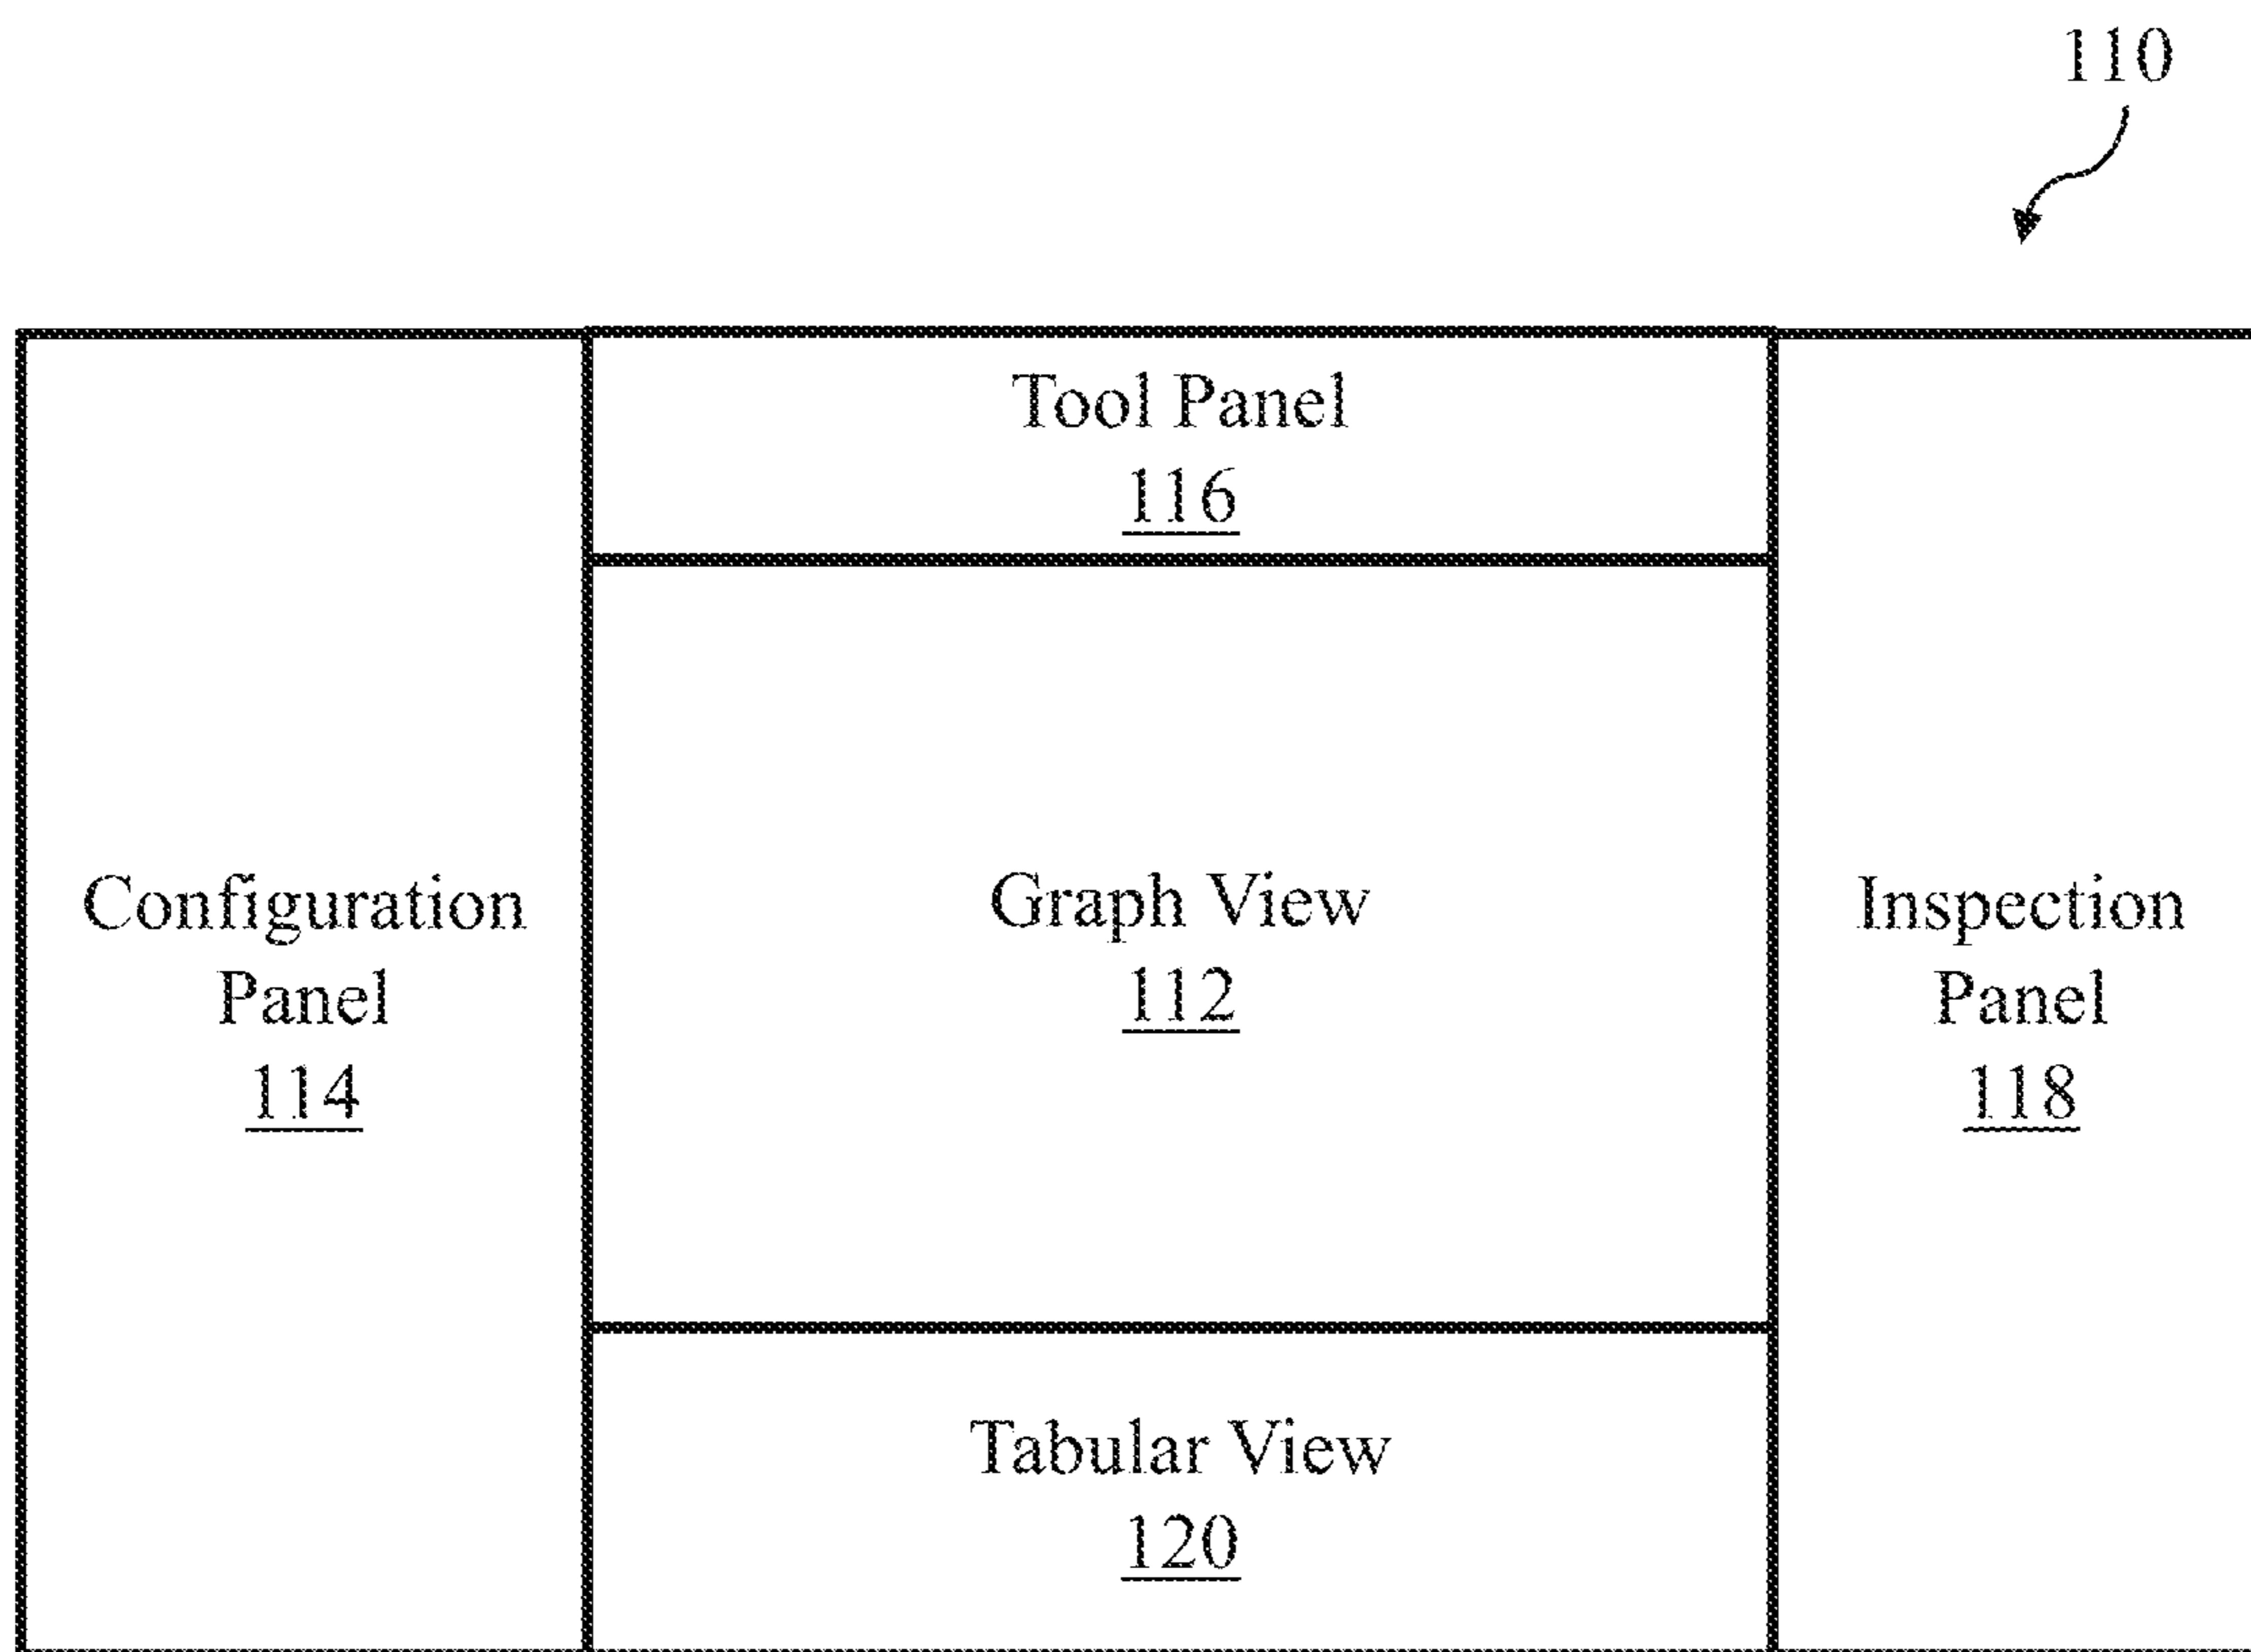 110
Tool Panel
116
Configuration
Panel
114
Graph View
112
Inspection
Panel
118
Tabular View
120